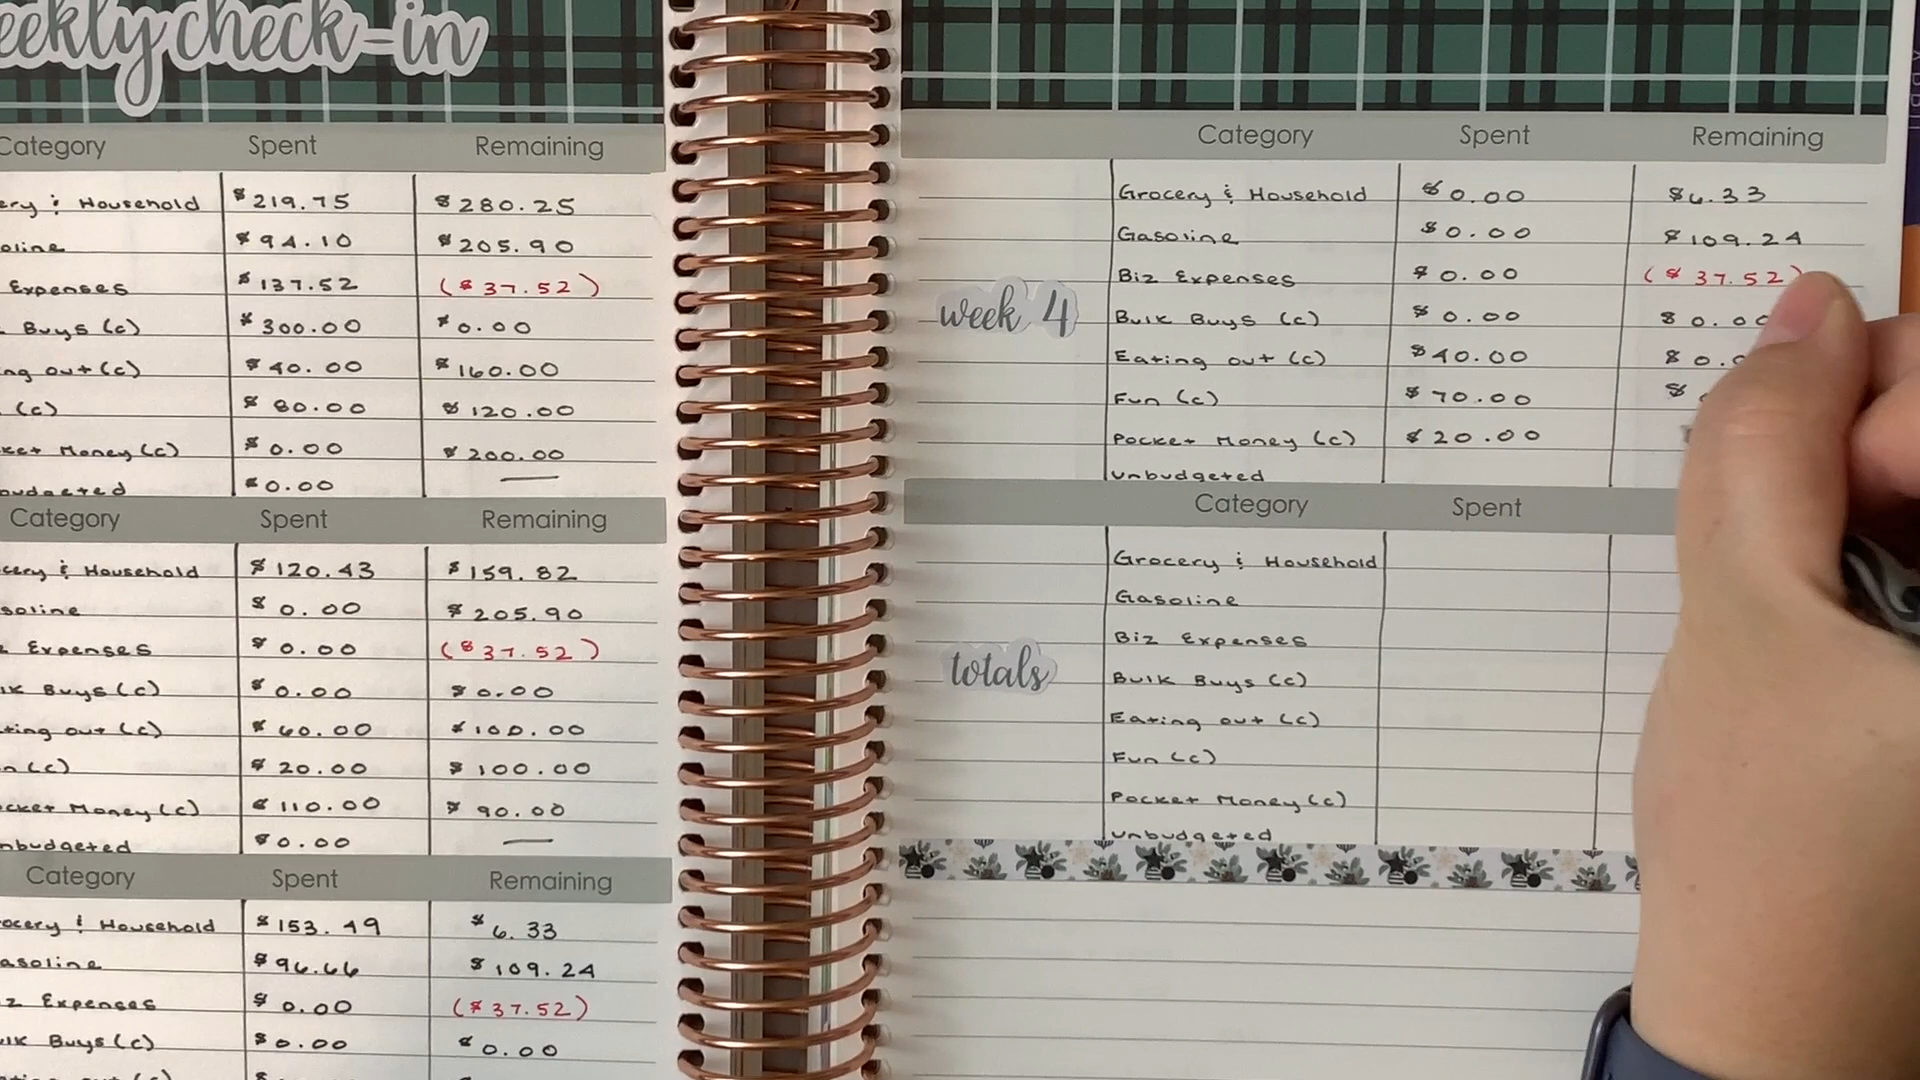 weekly check-in
Category Spent Remaining
Household $219.75 $280.25
$94.10 $205.90
Expenses $137.52 ($37.52)
Buys (c) $300.00 $0.00
out (c) $40.00 $160.00
(c) $80.00 $120.00
Money (c) $0.00 $200.00
$0.00 —
Category Spent Remaining
& Household $120.43 $159.82
$0.00 $205.90
Expenses $0.00 ($37.52)
Buys (c) $0.00 $0.00
out (c) $60.00 $100.00
(c) $20.00 $100.00
Money (c) $110.00 $90.00
$0.00 —
Category Spent Remaining
& Household $153.49 $6.33
$96.66 $109.24
Expenses $0.00 ($37.52)
Buys (c) $0.00 $0.00
Category Spent Remaining
week 4
Grocery & Household $0.00 $6.33
Gasoline $0.00 $109.24
Biz Expenses $0.00 ($37.52)
Bulk Buys (c) $0.00 $0.00
Eating out (c) $40.00 $0.0
Fun (c) $70.00 $
Pocket Money (c) $20.00
unbudgeted
Category Spent
totals
Grocery & Household
Gasoline
Biz Expenses
Bulk Buys (c)
Eating out (c)
Fun (c)
Pocket Money (c)
unbudgeted